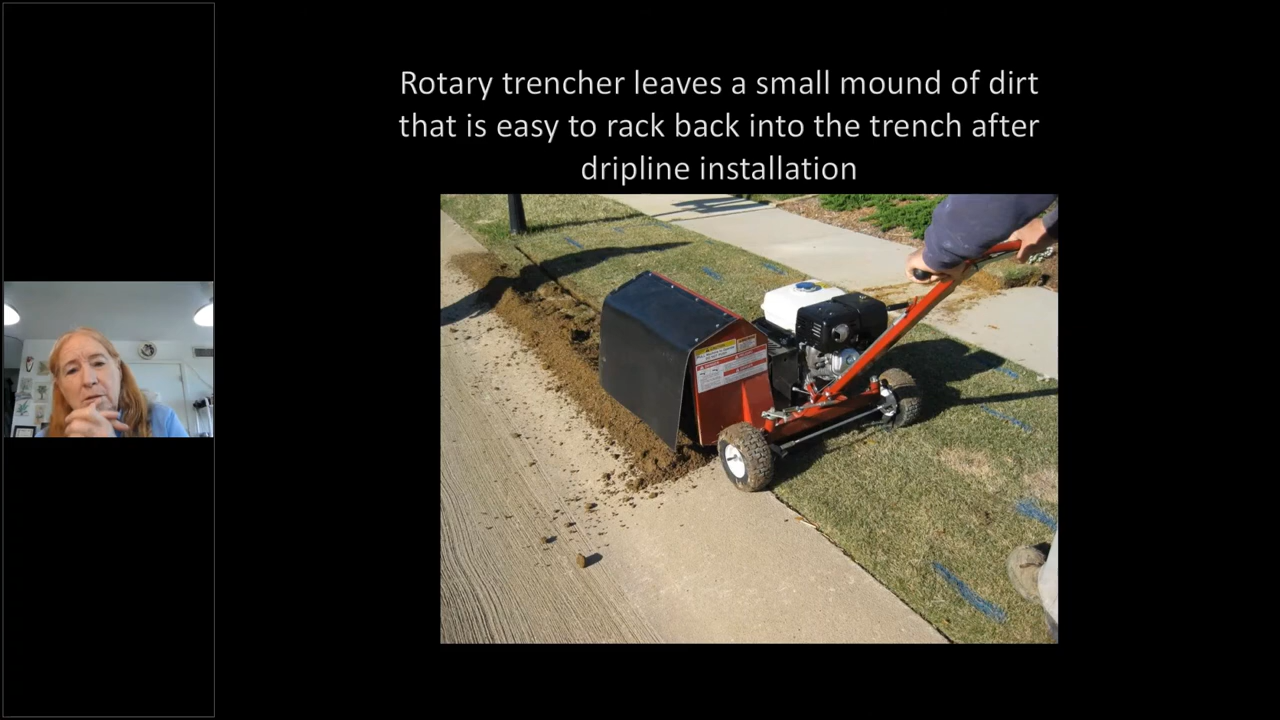 Rotary trencher leaves a small mound of dirt
that is easy to rack back into the trench after
dripline installation